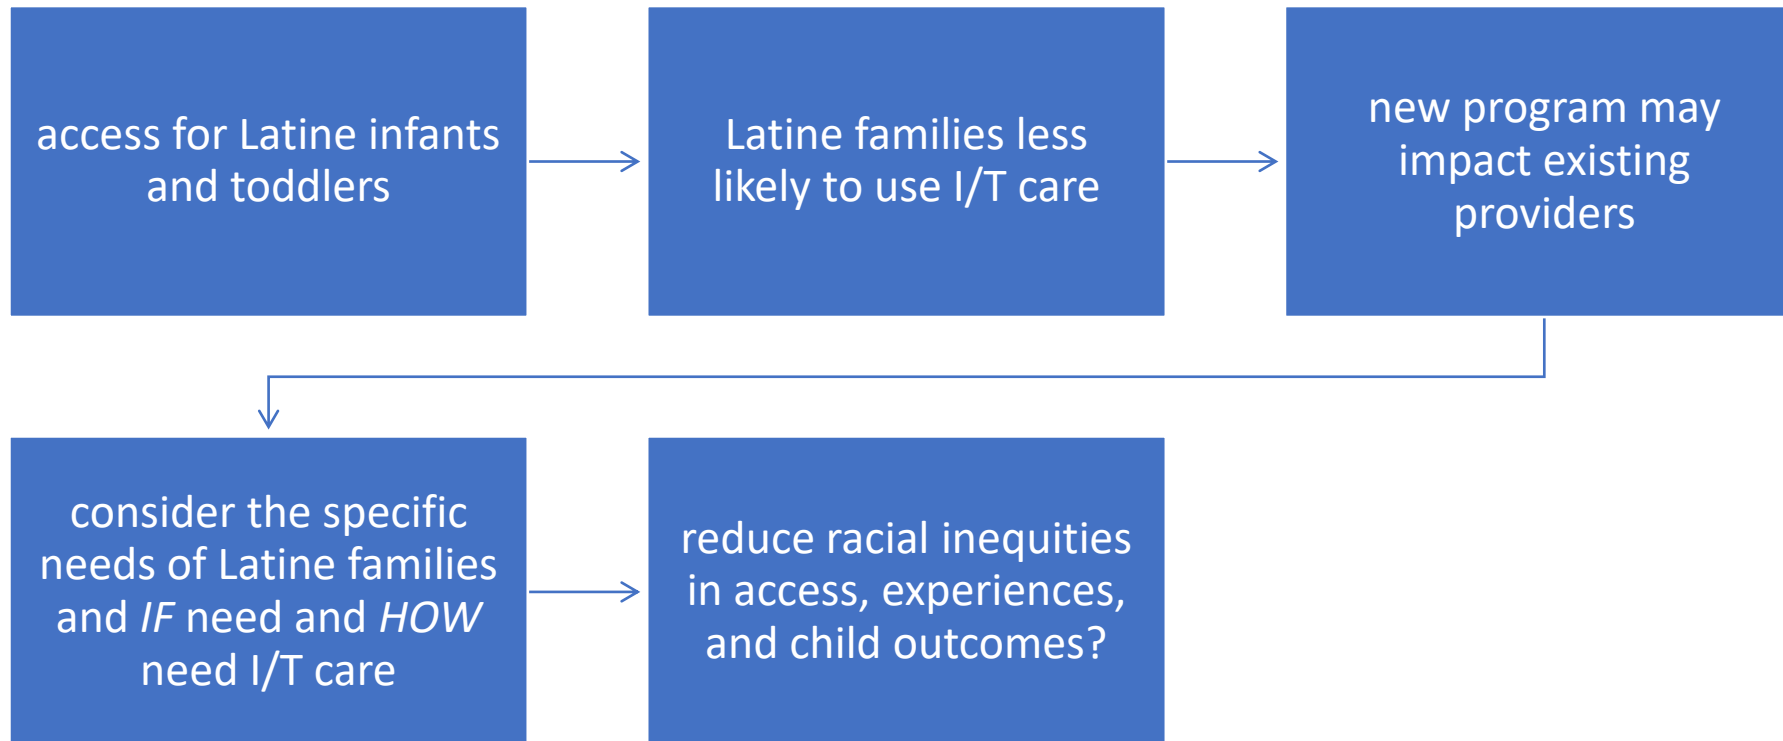 access for Latine infants
and toddlers
Latine families less
likely to use I/T care
new program may
impact existing
providers
consider the specific
needs of Latine families
and IF need and HOW
need I/T care
reduce racial inequities
in access, experiences,
and child outcomes?